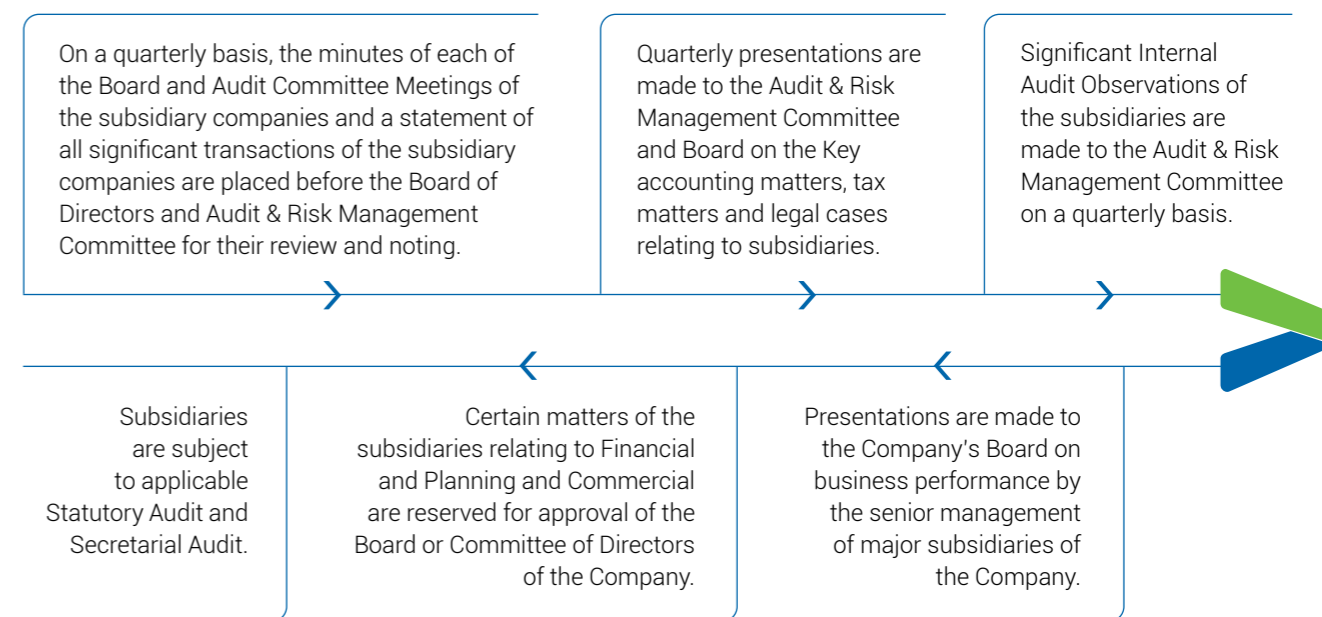 On a quarterly basis, the minutes of each of
the Board and Audit Committee Meetings of
the subsidiary companies and a statement of
all significant transactions of the subsidiary
companies are placed before the Board of
Directors and Audit & Risk Management
Committee for their review and noting.
Quarterly presentations are
made to the Audit & Risk
Management Committee
and Board on the Key
accounting matters, tax
matters and legal cases
relating to subsidiaries.
Significant Internal
Audit Observations of
the subsidiaries are
made to the Audit & Risk
Management Committee
on a quarterly basis.
Presentations are made to
the Company's Board on
business performance by
the senior management
of major subsidiaries of
the Company.
Certain matters of the
subsidiaries relating to Financial
and Planning and Commercial
are reserved for approval of the
Board or Committee of Directors
of the Company.
Subsidiaries
are subject
to applicable
Statutory Audit and
Secretarial Audit.